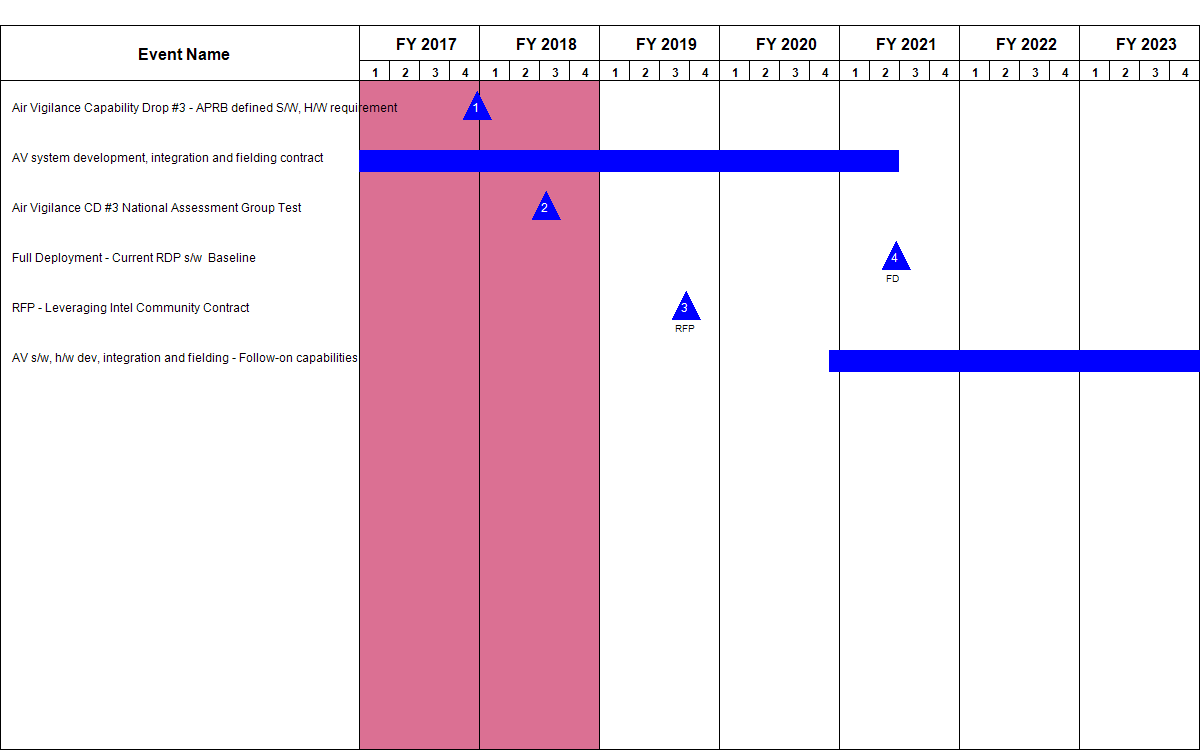 Event Name
FY 2017 FY 2018 FY 2019 FY 2020 FY 2021 FY 2022 FY 2023
1 2 3 4 1 2 3 4 1 2 3 4 1 2 3 4 1 2 3 4 1 2 3 4 1 2 3 4
Air Vigilance Capability Drop #3 - APRB defined S/W, H/W requirement 1
AV system development, integration and fielding contract
Air Vigilance CD #3 National Assessment Group Test 2
Full Deployment - Current RDP s/w  Baseline 4
FD
RFP - Leveraging Intel Community Contract 3
RFP
AV s/w, h/w dev, integration and fielding - Follow-on capabilities